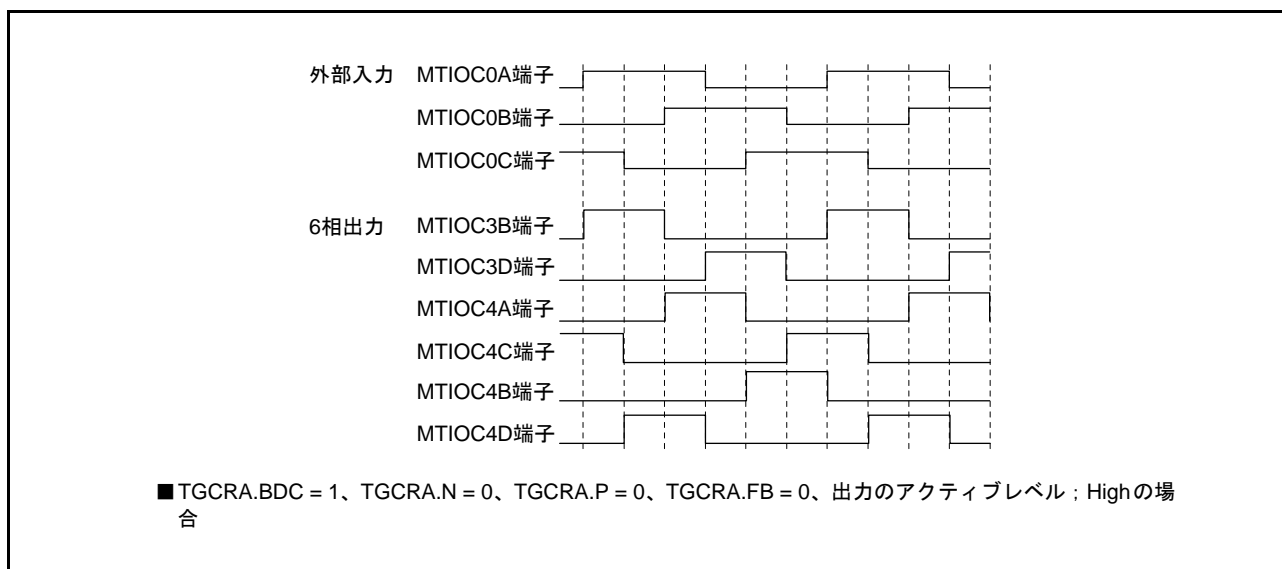 外部入力 MTIOC0A端子
MTIOC0B端子
MTIOC0C端子
6相出力 MTIOC3B端子
MTIOC3D端子
MTIOC4A端子
MTIOC4C端子
MTIOC4B端子
MTIOC4D端子
■TGCRA.BDC = 1、TGCRA.N = 0、TGCRA.P = 0、TGCRA.FB = 0、出力のアクティブレベル；Highの場
合